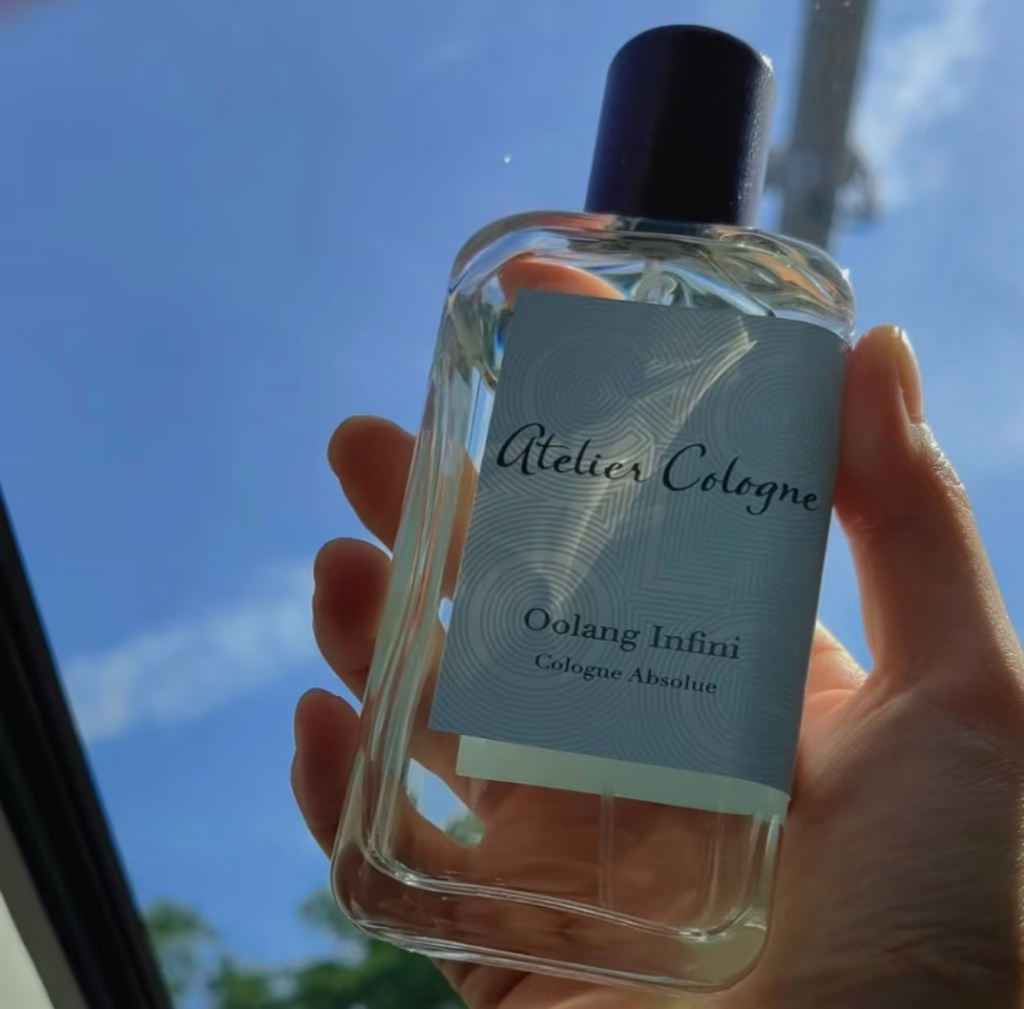 Atelier Cologne
Oolang Infini
Cologne Absolue